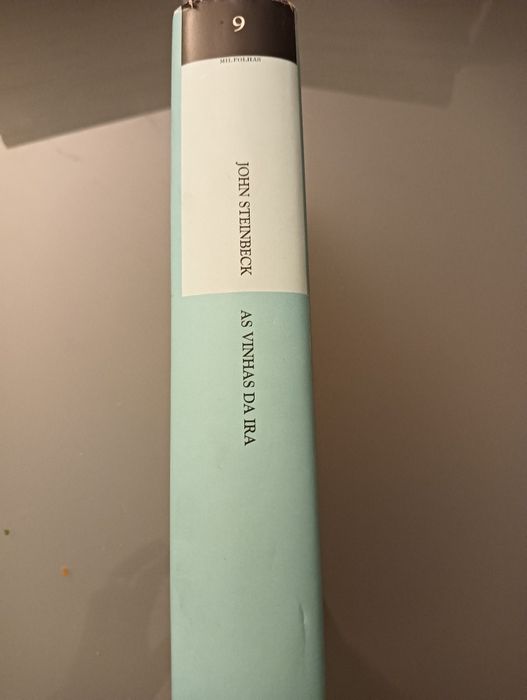 9
MIL FOLHAS
JOHN STEINBECK
AS VINHAS DA IRA